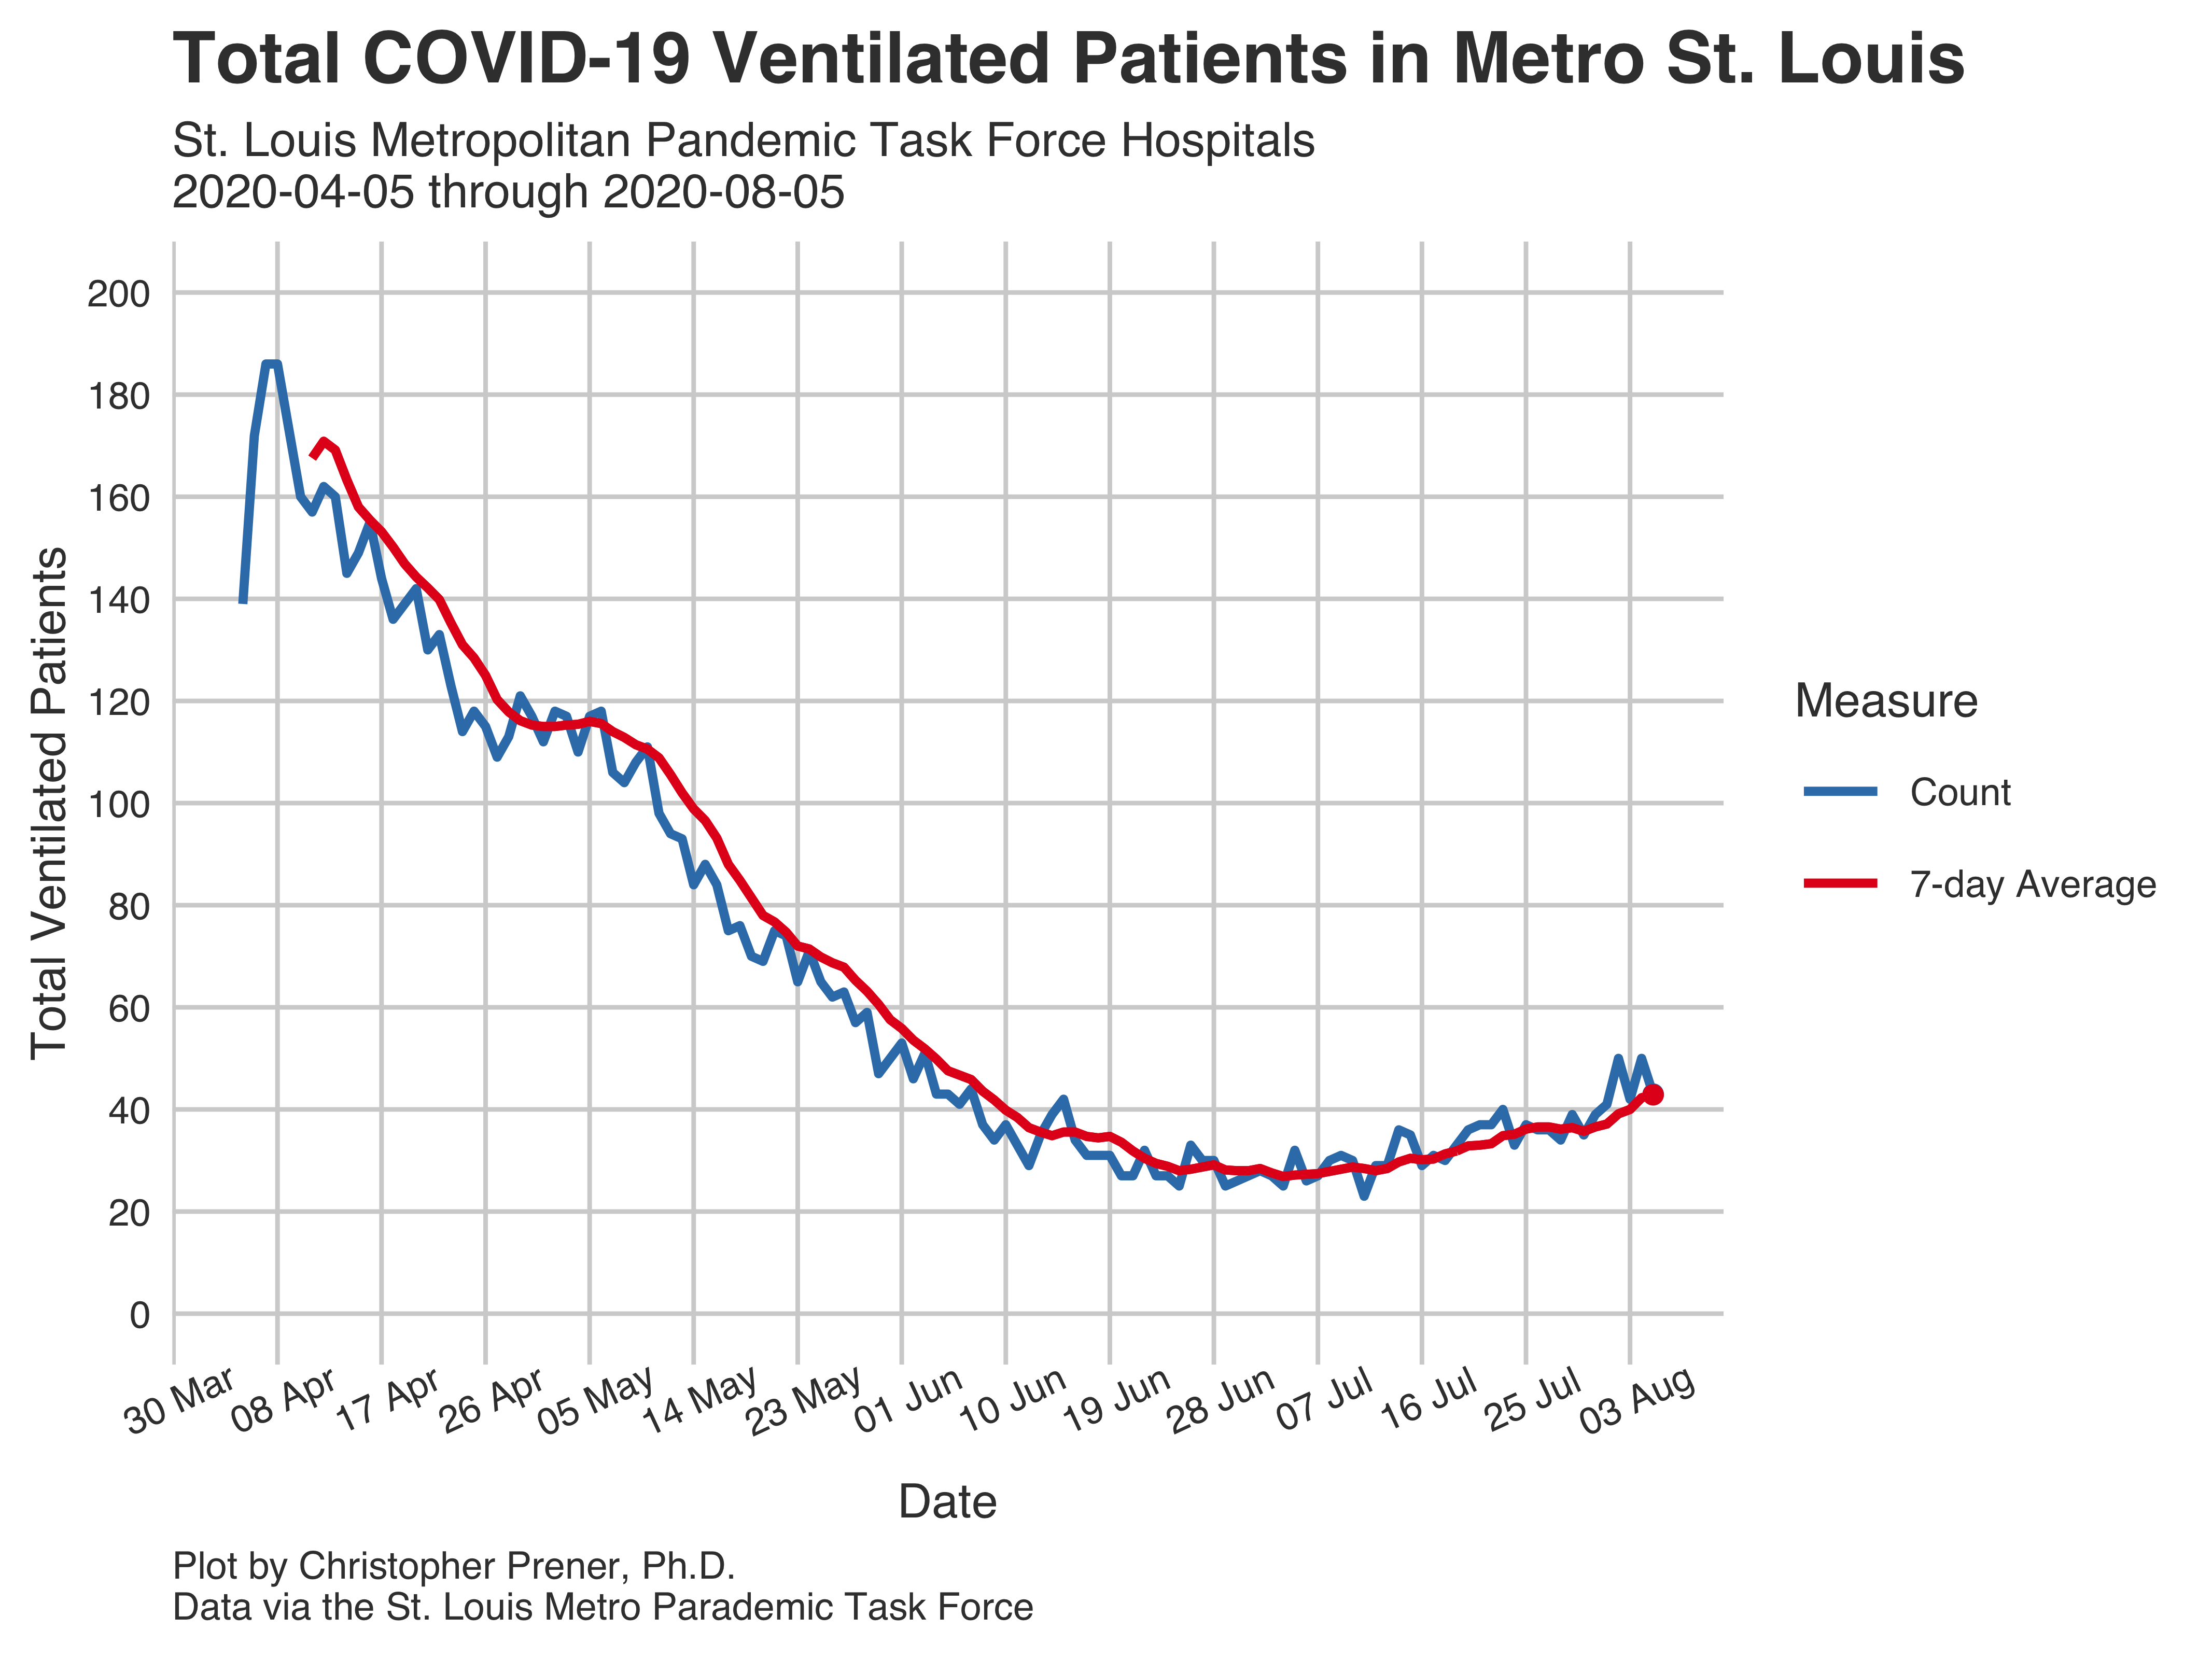 Total COVID-19 Ventilated Patients in Metro St. Louis
St. Louis Metropolitan Pandemic Task Force Hospitals
2020-04-05 through 2020-08-05
Total Ventilated Patients
200
180
160
140
120
100
80
60
40
20
0
30 Mar
08 Apr
17 Apr
26 Apr
05 May
14 May
23 May
01 Jun
10 Jun
19 Jun
28 Jun
07 Jul
16 Jul
25 Jul
03 Aug
Date
Measure
Count
7-day Average
Plot by Christopher Prener, Ph.D.
Data via the St. Louis Metro Parademic Task Force